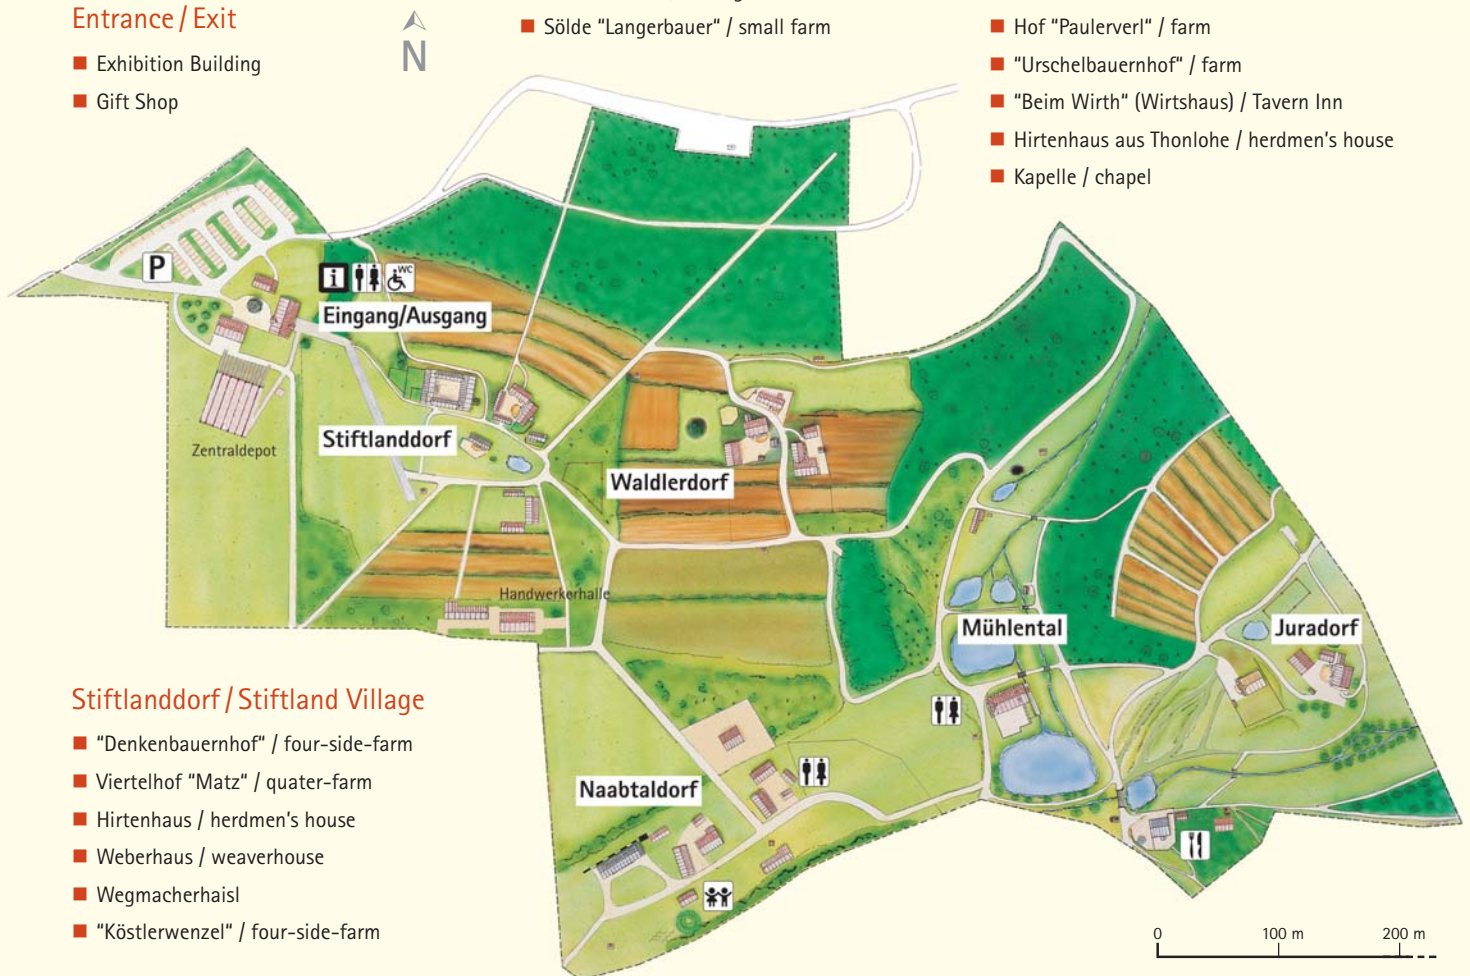 Entrance / Exit
Exhibition Building
Gift Shop
N
Sölde "Langerbauer" / small farm
Hof "Paulerverl" / farm
"Urschelbauernhof" / farm
"Beim Wirth" (Wirtshaus) / Tavern Inn
Hirtenhaus aus Thonlohe / herdmen's house
Kapelle / chapel
P
i
WC
Eingang/Ausgang
Zentraldepot
Stiftlanddorf
Waldlerdorf
Handwerkerhalle
Mühlental
Juradorf
Naabtaldorf
Stiftlanddorf / Stiftland Village
"Denkenbauernhof" / four-side-farm
Viertelhof "Matz" / quater-farm
Hirtenhaus / herdmen's house
Weberhaus / weaverhouse
Wegmacherhaisl
"Köstlerwenzel" / four-side-farm
0 100 m 200 m